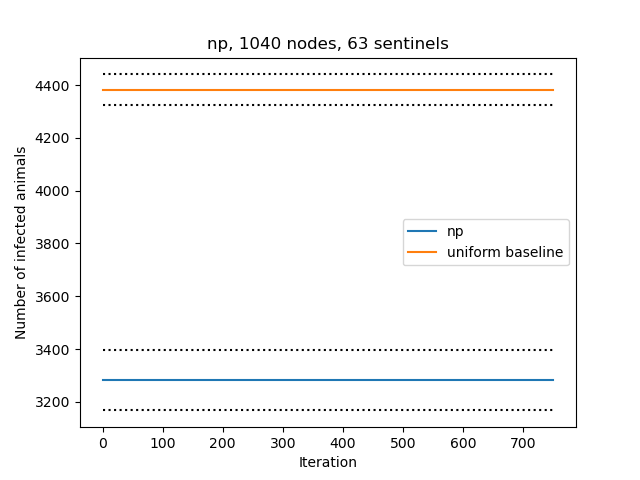 np, 1040 nodes, 63 sentinels
4400
4200
4000
3800
3600
3400
3200
Number of infected animals
np
uniform baseline
0 100 200 300 400 500 600 700
Iteration